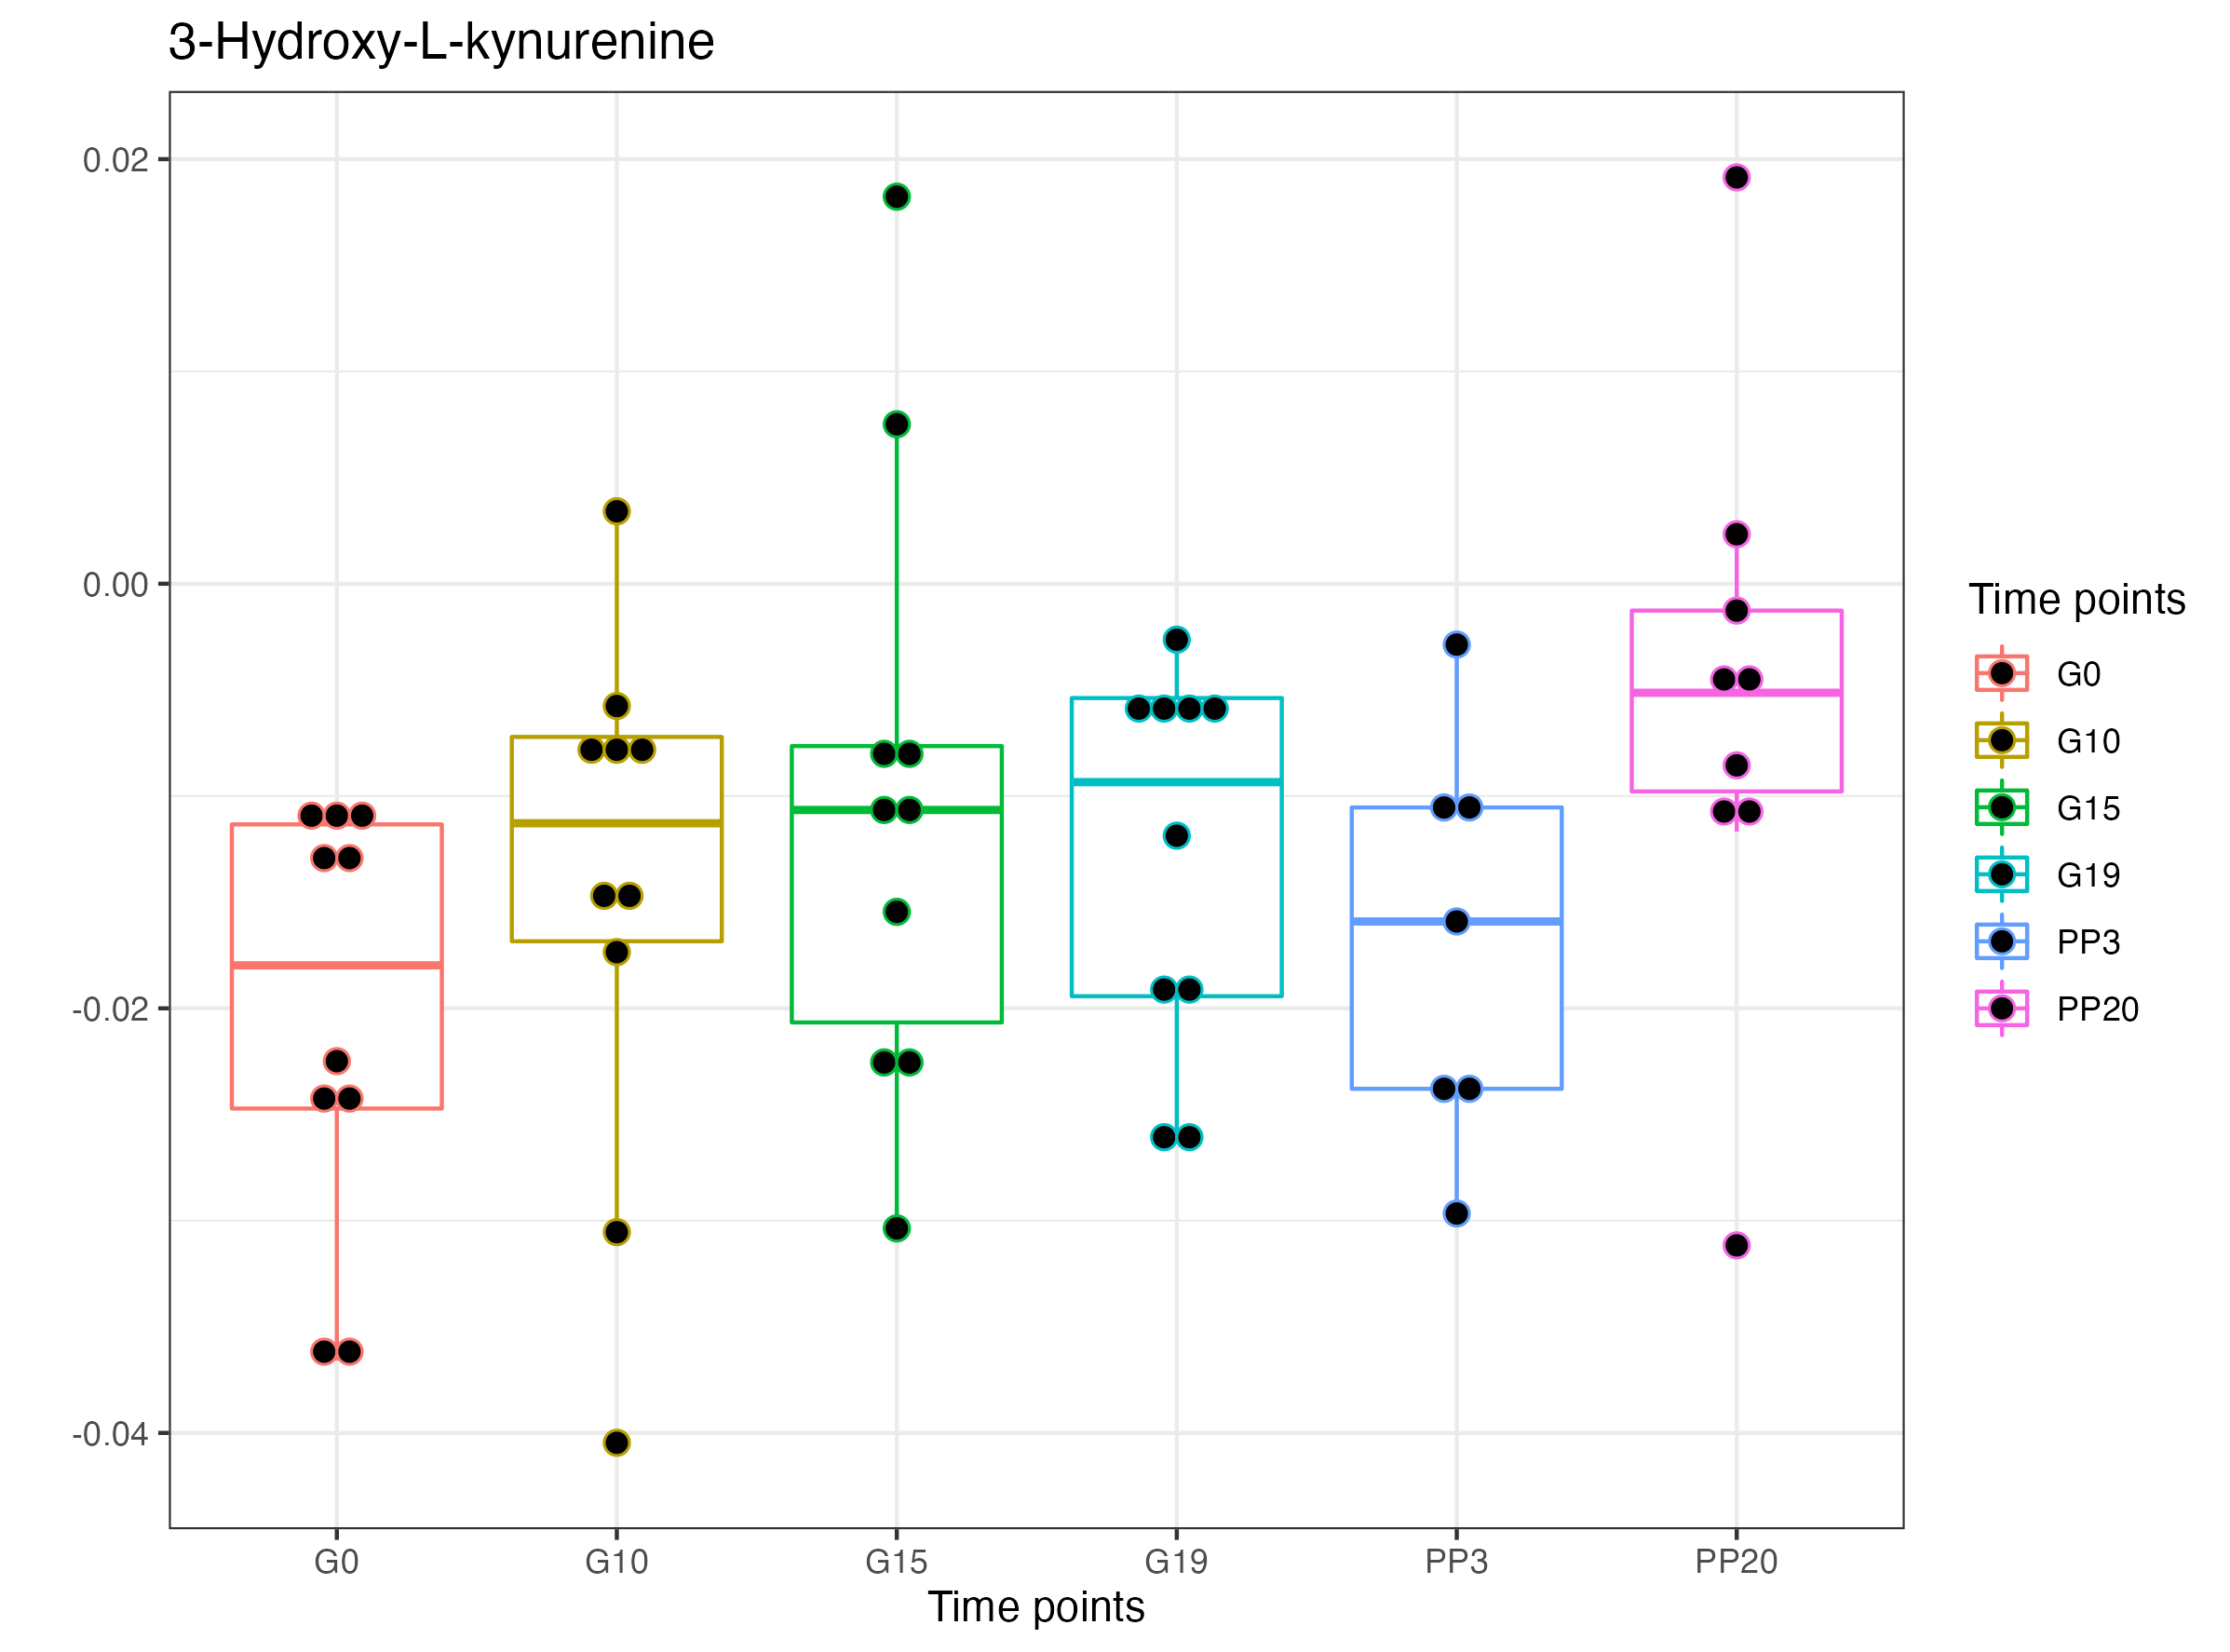 3-Hydroxy-L-kynurenine
0.02
0.00
-0.02
-0.04
G0 G10 G15 G19 PP3 PP20
Time points
Time points
G0
G10
G15
G19
PP3
PP20